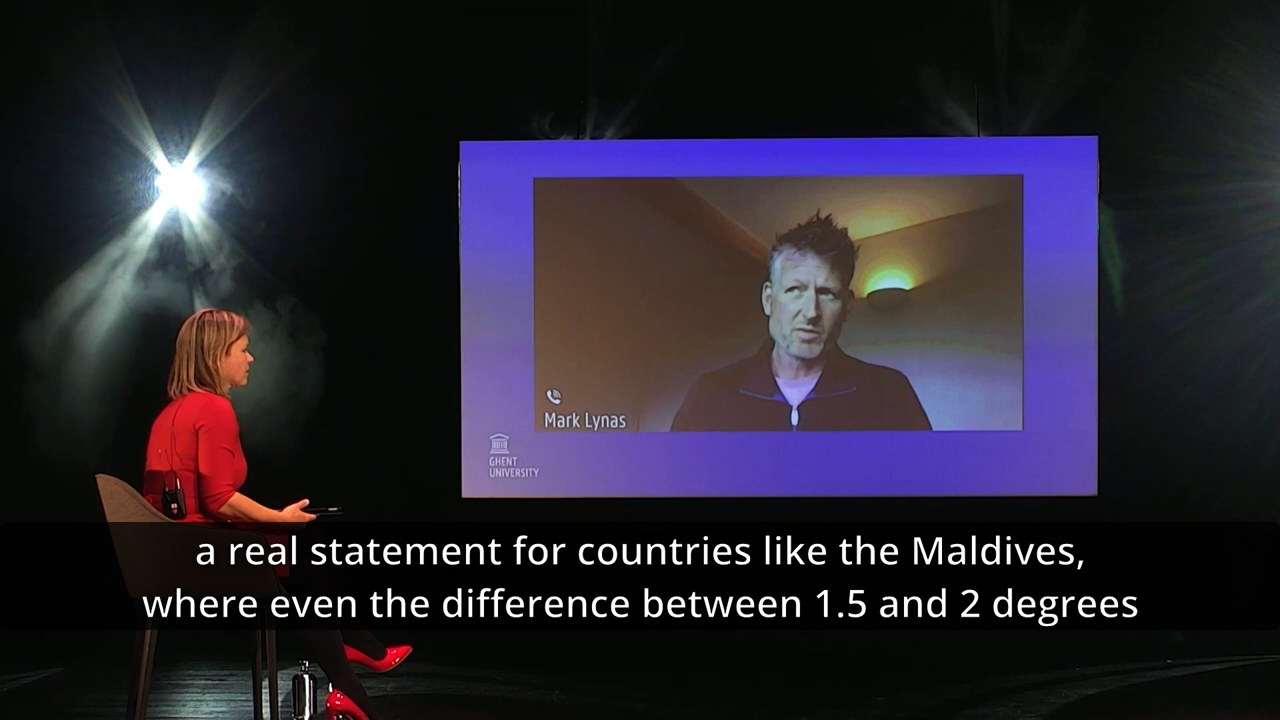 Mark Lynas
GHENT
UNIVERSITY
a real statement for countries like the Maldives,
where even the difference between 1.5 and 2 degrees